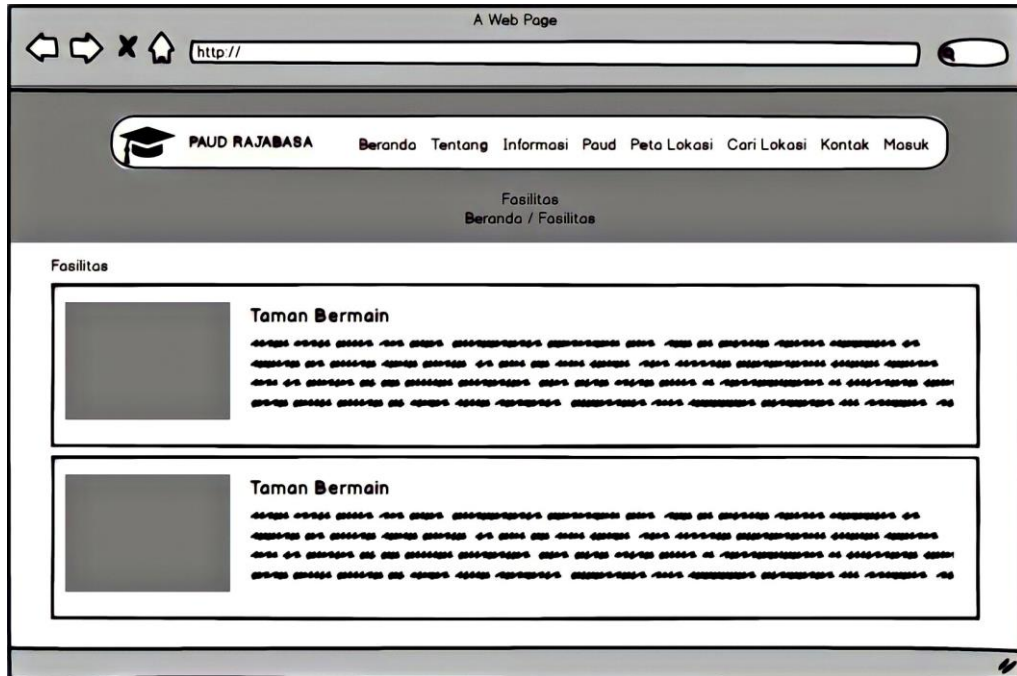 A Web Page
http://
PAUD RAJABASA Beranda Tentang Informasi Paud Peta Lokasi Cari Lokasi Kontak Masuk
Fasilitas
Beranda / Fasilitas
Fasilitas
Taman Bermain
Taman Bermain